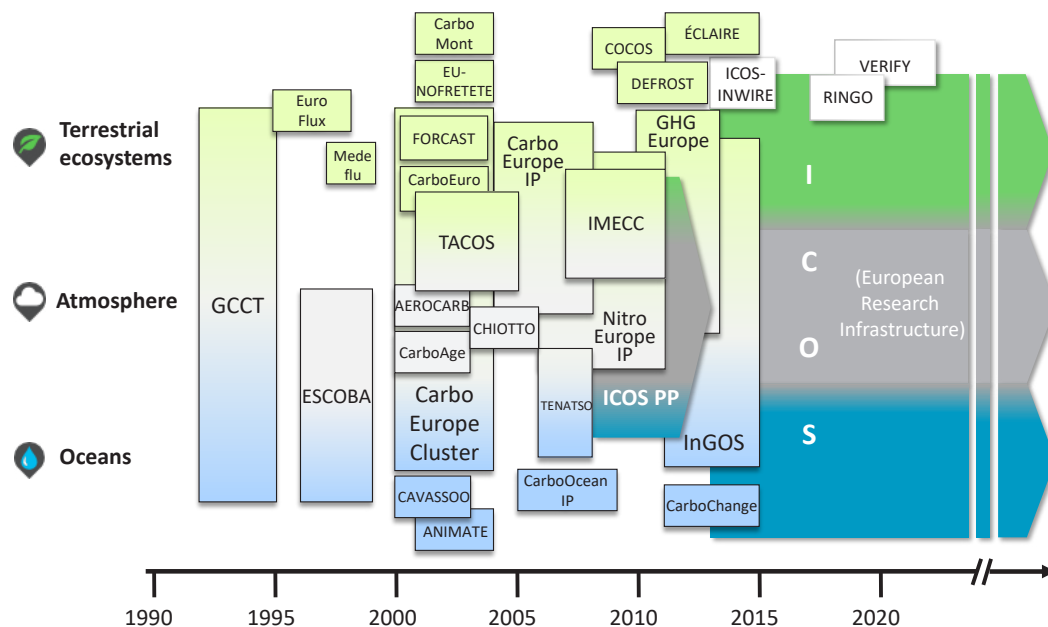 Carbo
Mont
EU-
NOFRETETE
COCOS
ÉCLAIRE
DEFROST
ICOS-
INWIRE
VERIFY
RINGO
Euro
Flux
Mede
flu
Terrestrial
ecosystems
FORCAST
CarboEuro
Carbo
Europe
IP
GHG
Europe
TACOS
IMECC
I
Atmosphere
GCCT
AEROCARB
CHIOTTO
CarboAge
Nitro
Europe
IP
C
(European
Research
Infrastructure)
O
ESCOBA
Carbo
Europe
Cluster
TENATSO
ICOS PP
InGOS
S
Oceans
CAVASSOO
ANIMATE
CarboOcean
IP
CarboChange
1990
1995
2000
2005
2010
2015
2020